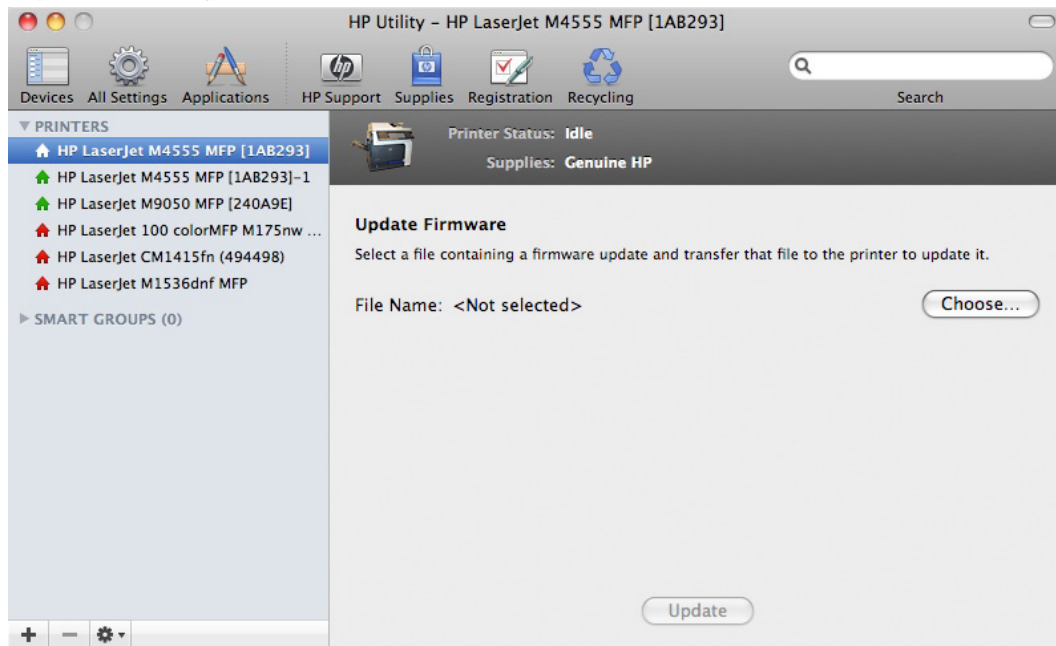 HP Utility – HP LaserJet M4555 MFP [1AB293]
Devices All Settings Applications HP Support Supplies Registration Recycling Search
PRINTERS
HP LaserJet M4555 MFP [1AB293]
HP LaserJet M4555 MFP [1AB293]-1
HP LaserJet M9050 MFP [240A9E]
HP LaserJet 100 colorMFP M175nw ...
HP LaserJet CM1415fn (494498)
HP LaserJet M1536dnf MFP
SMART GROUPS (0)
Printer Status: Idle
Supplies: Genuine HP
Update Firmware
Select a file containing a firmware update and transfer that file to the printer to update it.
File Name: <Not selected> Choose...
Update